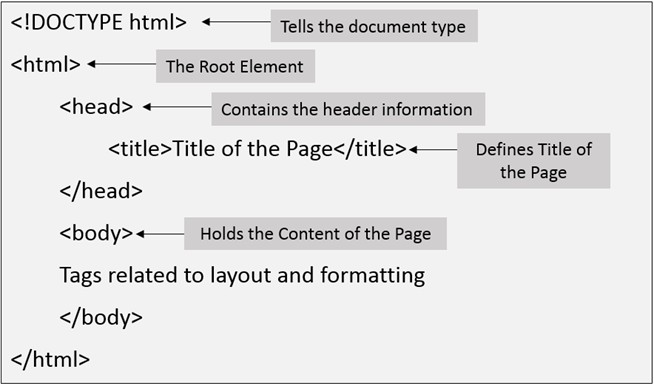 <!DOCTYPE html>
Tells the document type
<html>
The Root Element
<head>
Contains the header information
<title>Title of the Page</title>
Defines Title of
the Page
</head>
<body>
Holds the Content of the Page
Tags related to layout and formatting
</body>
</html>